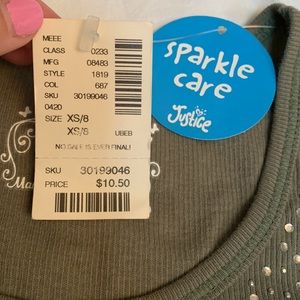 MEEE
CLASS 0233
MFG 08483
STYLE 1819
COL 687
SKU 30199046
0420
SIZE XS/8
XS/8
UBEB
NO SALE IS EVER FINAL!
SKU 30199046
PRICE $10.50
sparkle
care
Justice